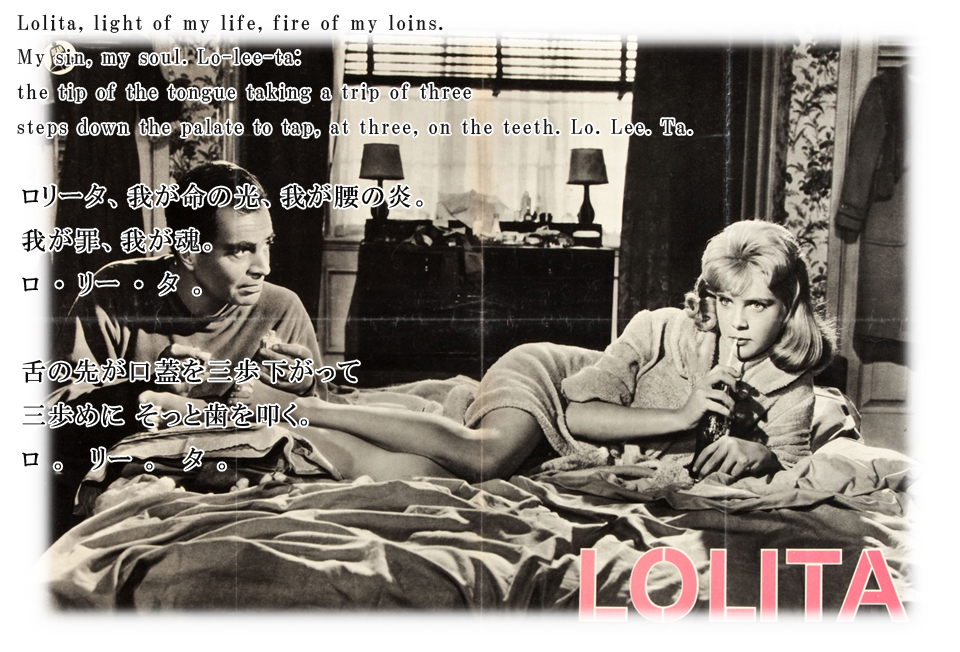 Lolita, light of my life, fire of my loins.
My sin, my soul. Lo-lee-ta:
the tip of the tongue taking a trip of three
steps down the palate to tap, at three, on the teeth. Lo. Lee. Ta.
ロリータ、我が命の光、我が腰の炎。
我が罪、我が魂。
ロ・リー・タ。
舌の先が口蓋を三歩下がって
三歩めに そっと歯を叩く。
ロ。リー。タ。
LOLITA